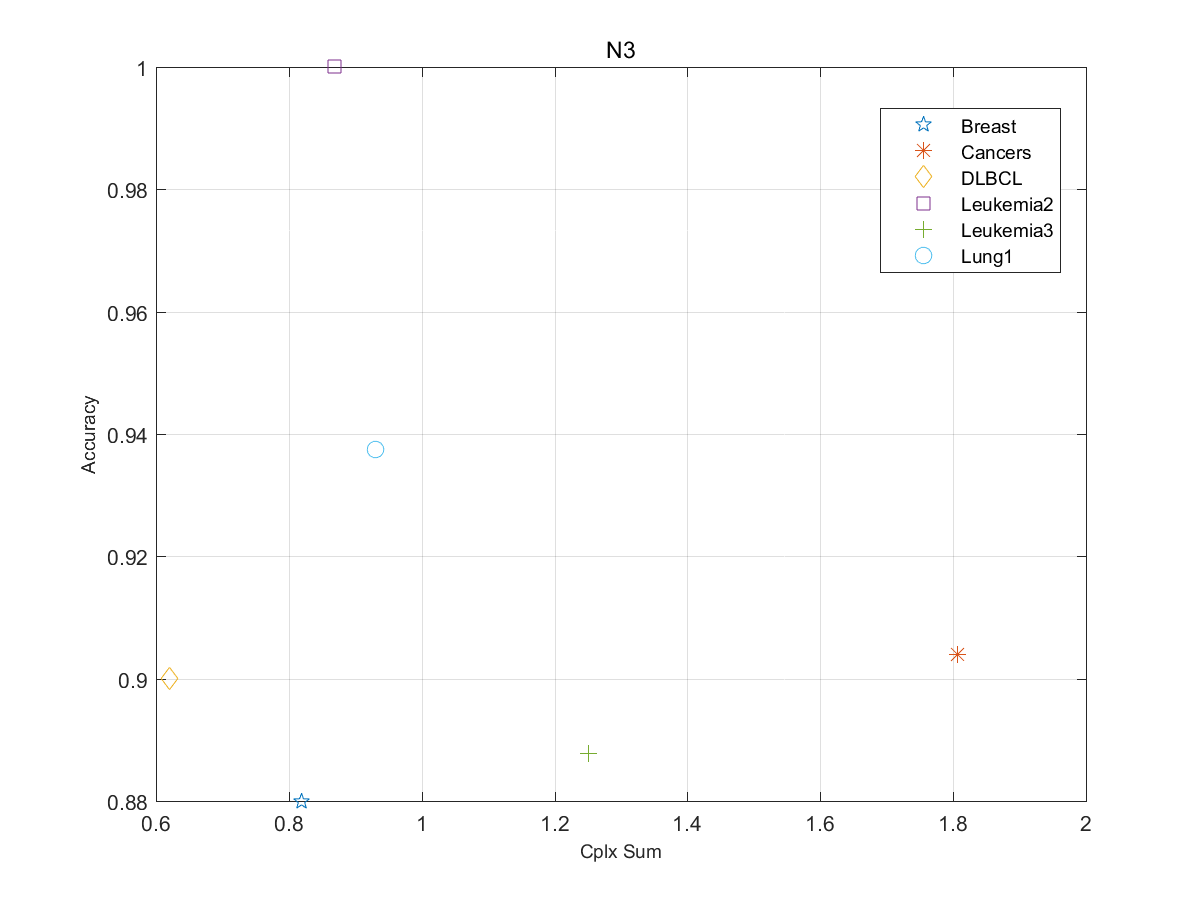 N3
1
0.98
0.96
0.94
0.92
0.9
0.88
Accuracy
Breast
Cancers
DLBCL
Leukemia2
Leukemia3
Lung1
0.6 0.8 1 1.2 1.4 1.6 1.8 2
Cplx Sum